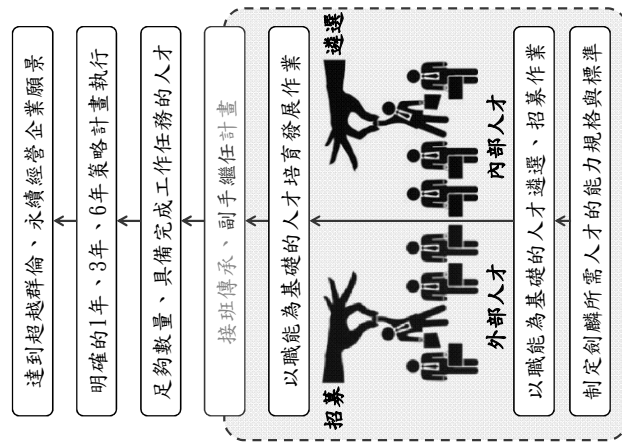 達到超越群倫、永續經營企業願景
明確的1年、3年、6年策略計畫執行
足夠數量、具備完成工作任務的人才
接班傳承、副手繼任計畫
以職能為基礎的人才培育發展作業
遴選
招募
內部人才
外部人才
以職能為基礎的人才遴選、招募作業
制定劍麟所需人才的能力規格與標準